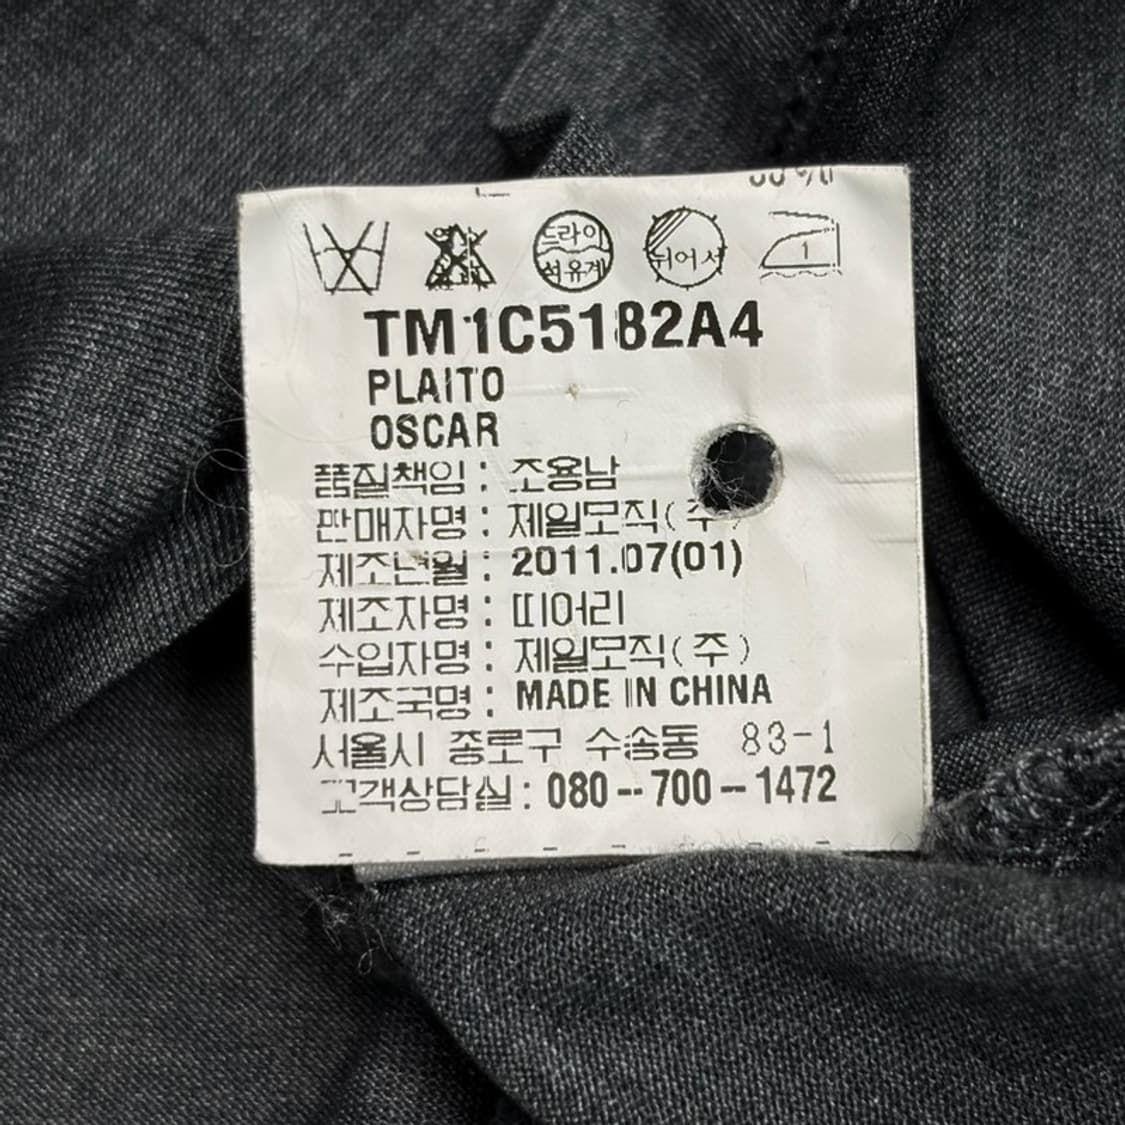 드라이
석유계
뉘어서
1
TM1C5182A4
PLAITO
OSCAR
품질책임 : 조용남
판매자명 : 제일모직(주)
제조년월 : 2011.07(01)
제조자명 : 띠어리
수입자명 : 제일모직(주)
제조국명 : MADE IN CHINA
서울시 종로구 수송동 83-1
고객상담실 : 080--700-1472